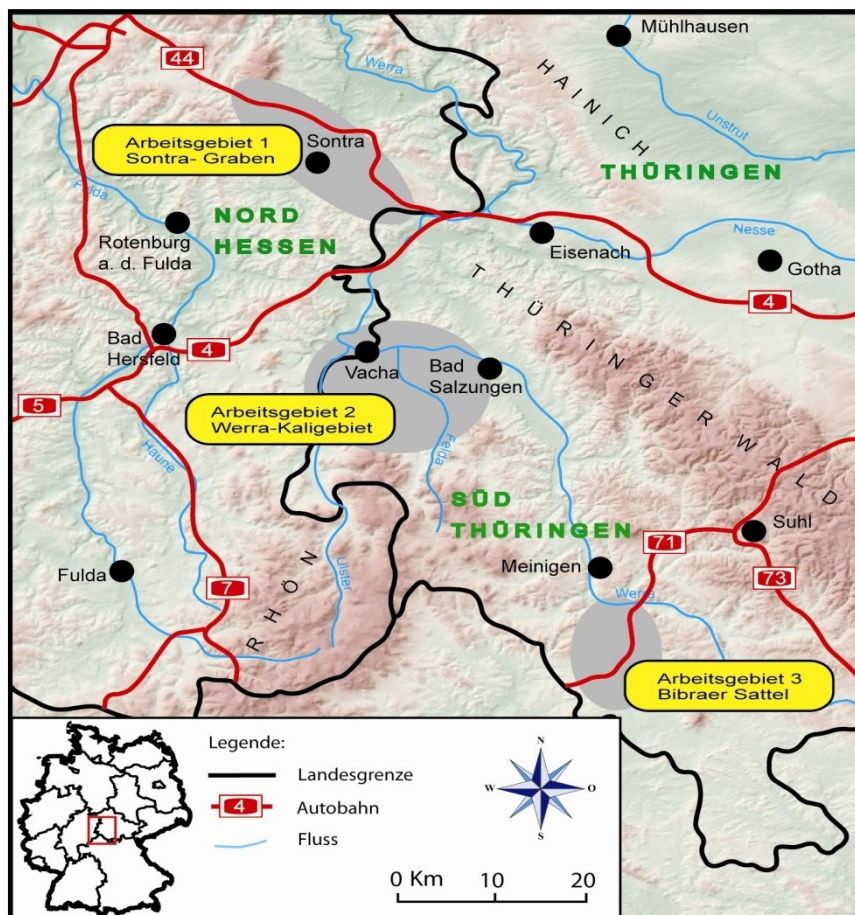 Mühlhausen
44
Werra
HAINICH
Unstrut
Arbeitsgebiet 1
Sontra- Graben
Sontra
THÜRINGEN
Fulda
NORD
HESSEN
Rotenburg
a. d. Fulda
Eisenach
Nesse
Gotha
THÜRINGER WALD
4
Bad
Hersfeld
4
Vacha
Bad
Salzungen
5
Arbeitsgebiet 2
Werra-Kaligebiet
Haune
Felda
SÜD
THÜRINGEN
Suhl
71
Meinigen
73
Fulda
7
RHÖN
Ulster
Werra
Arbeitsgebiet 3
Bibraer Sattel
Legende:
Landesgrenze
4 Autobahn
Fluss
N
W O
S
0 Km 10 20